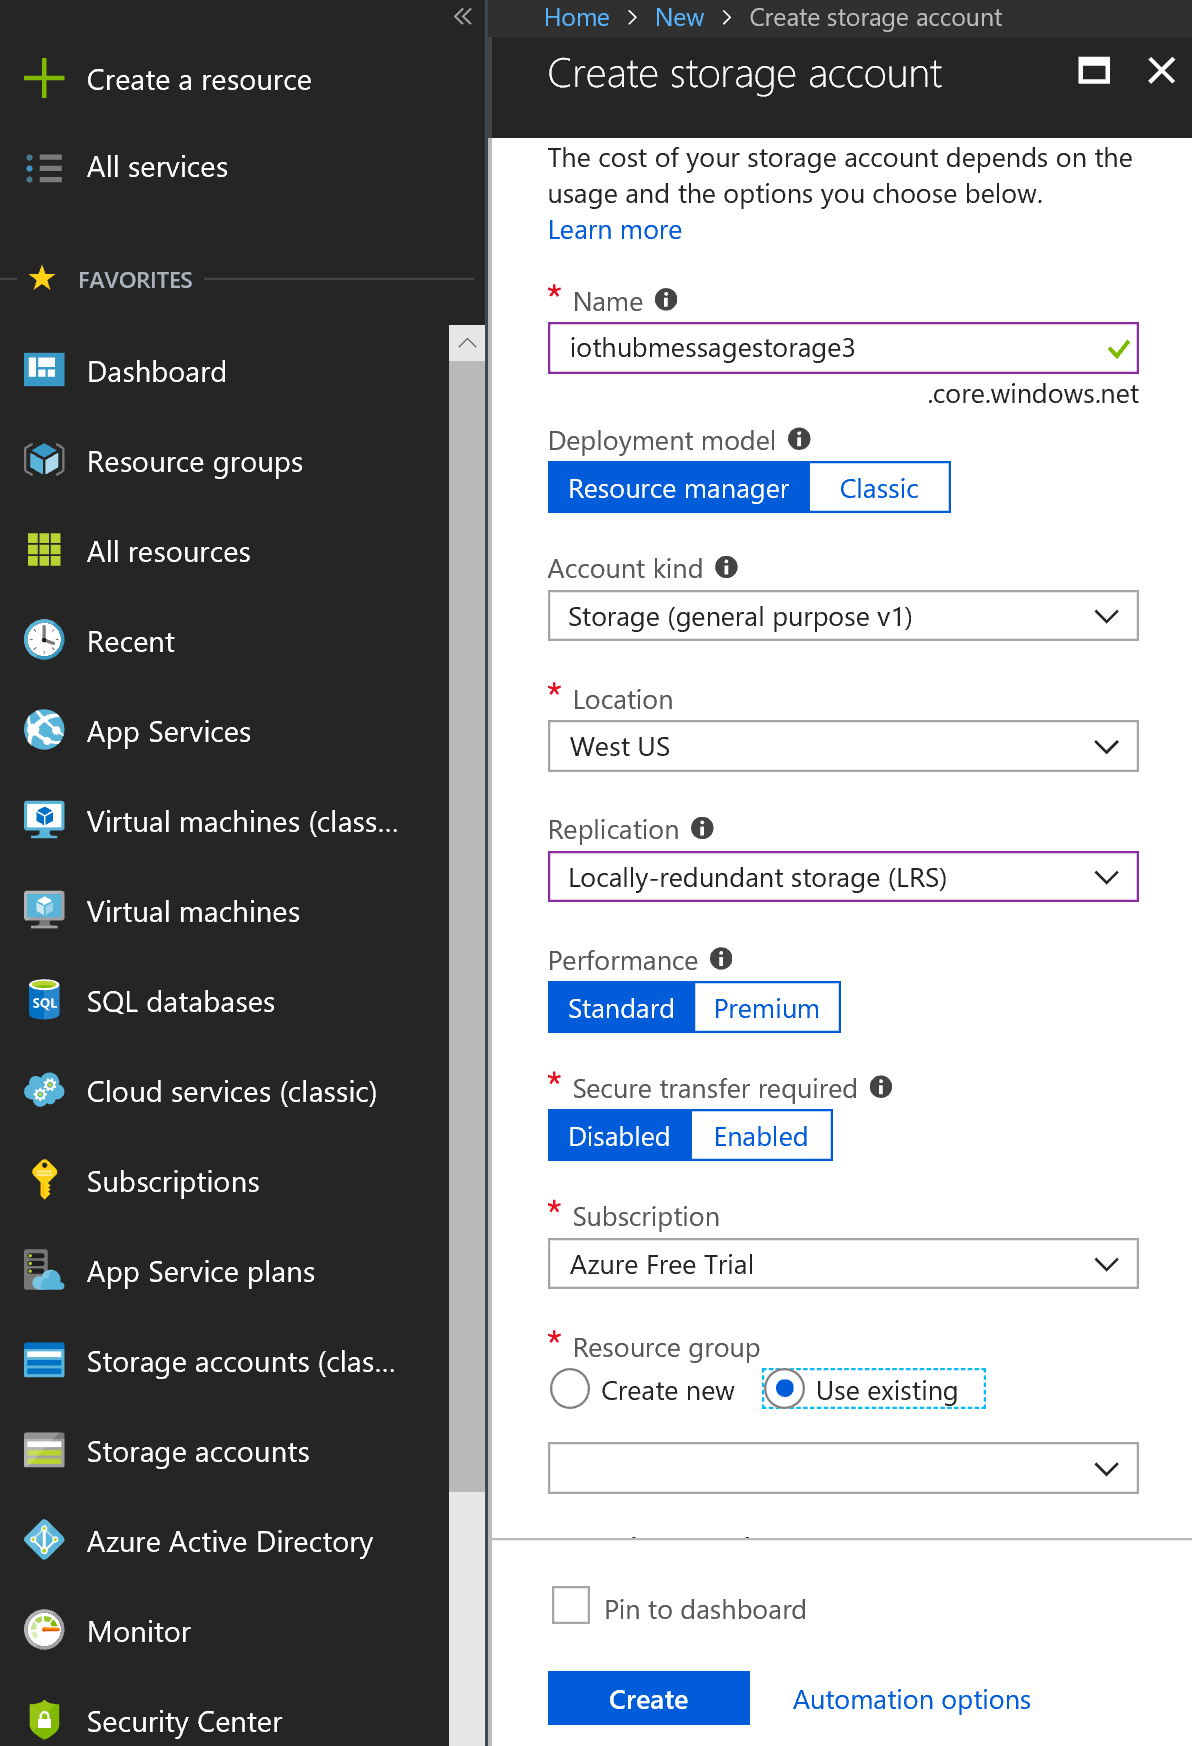 Create a resource
All services
FAVORITES
Dashboard
Resource groups
All resources
Recent
App Services
Virtual machines (class...
Virtual machines
SQL
SQL databases
Cloud services (classic)
Subscriptions
App Service plans
Storage accounts (clas...
Storage accounts
Azure Active Directory
Monitor
Security Center
Home > New > Create storage account
Create storage account
The cost of your storage account depends on the
usage and the options you choose below.
Learn more
* Name
iothubmessagestorage3
.core.windows.net
Deployment model
Resource manager Classic
Account kind
Storage (general purpose v1)
* Location
West US
Replication
Locally-redundant storage (LRS)
Performance
Standard Premium
* Secure transfer required
Disabled Enabled
* Subscription
Azure Free Trial
* Resource group
Create new Use existing
Pin to dashboard
Create Automation options